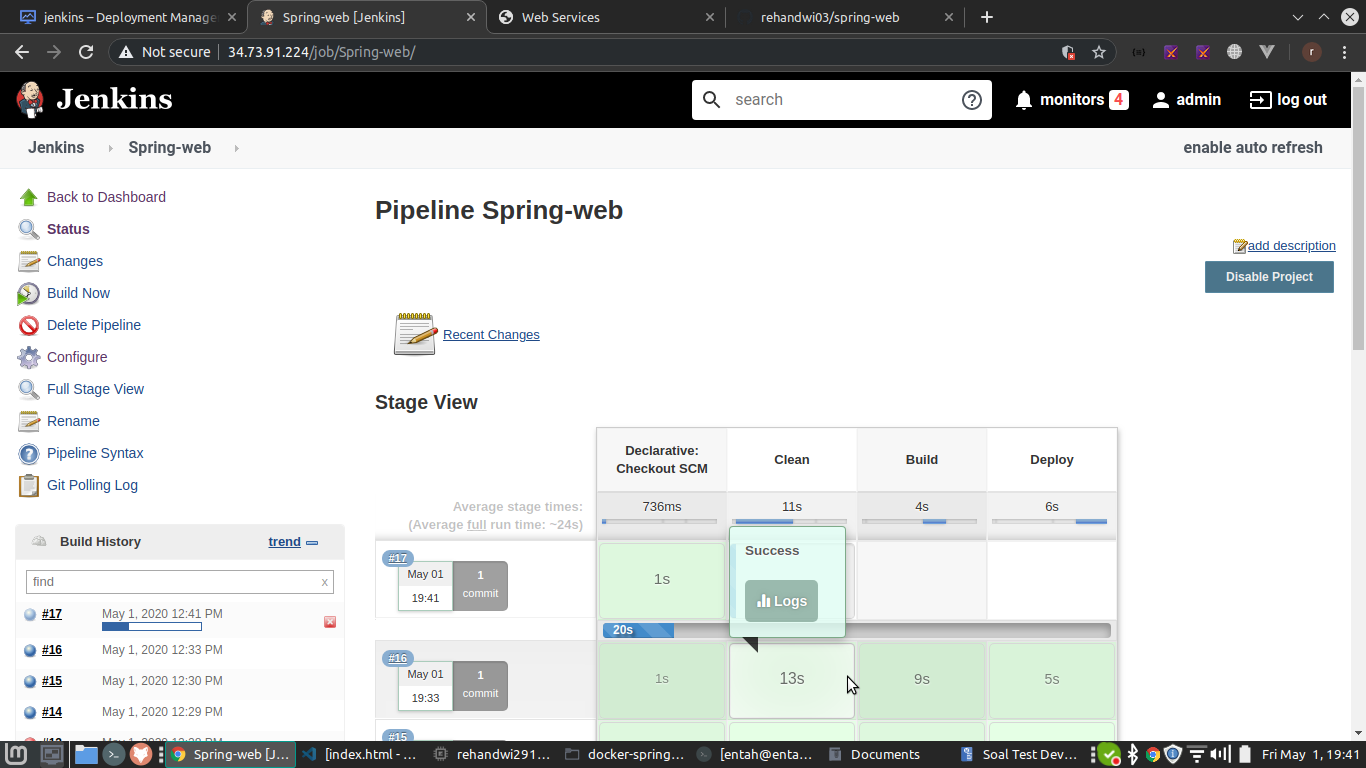 jenkins – Deployment Manage
Spring-web [Jenkins]
Web Services
rehandwi03/spring-web
Not secure
34.73.91.224/job/Spring-web/
r
Jenkins
search
monitors 4
admin
log out
Jenkins
Spring-web
enable auto refresh
Back to Dashboard
Status
Changes
Build Now
Delete Pipeline
Configure
Full Stage View
Rename
Pipeline Syntax
Git Polling Log
Build History
trend
find
x
#17
May 1, 2020 12:41 PM
#16
May 1, 2020 12:33 PM
#15
May 1, 2020 12:30 PM
#14
May 1, 2020 12:29 PM
Pipeline Spring-web
add description
Disable Project
Recent Changes
Stage View
Declarative:
Checkout SCM
Clean
Build
Deploy
Average stage times:
(Average full run time: ~24s)
736ms
11s
4s
6s
#17
May 01
19:41
1
commit
1s
Success
Logs
20s
#16
May 01
19:33
1
commit
1s
13s
9s
5s
#15
Spring-web [J...
[index.html - ...
rehandwi291...
docker-spring...
[entah@enta...
Documents
Soal Test Dev...
Fri May 1, 19:41